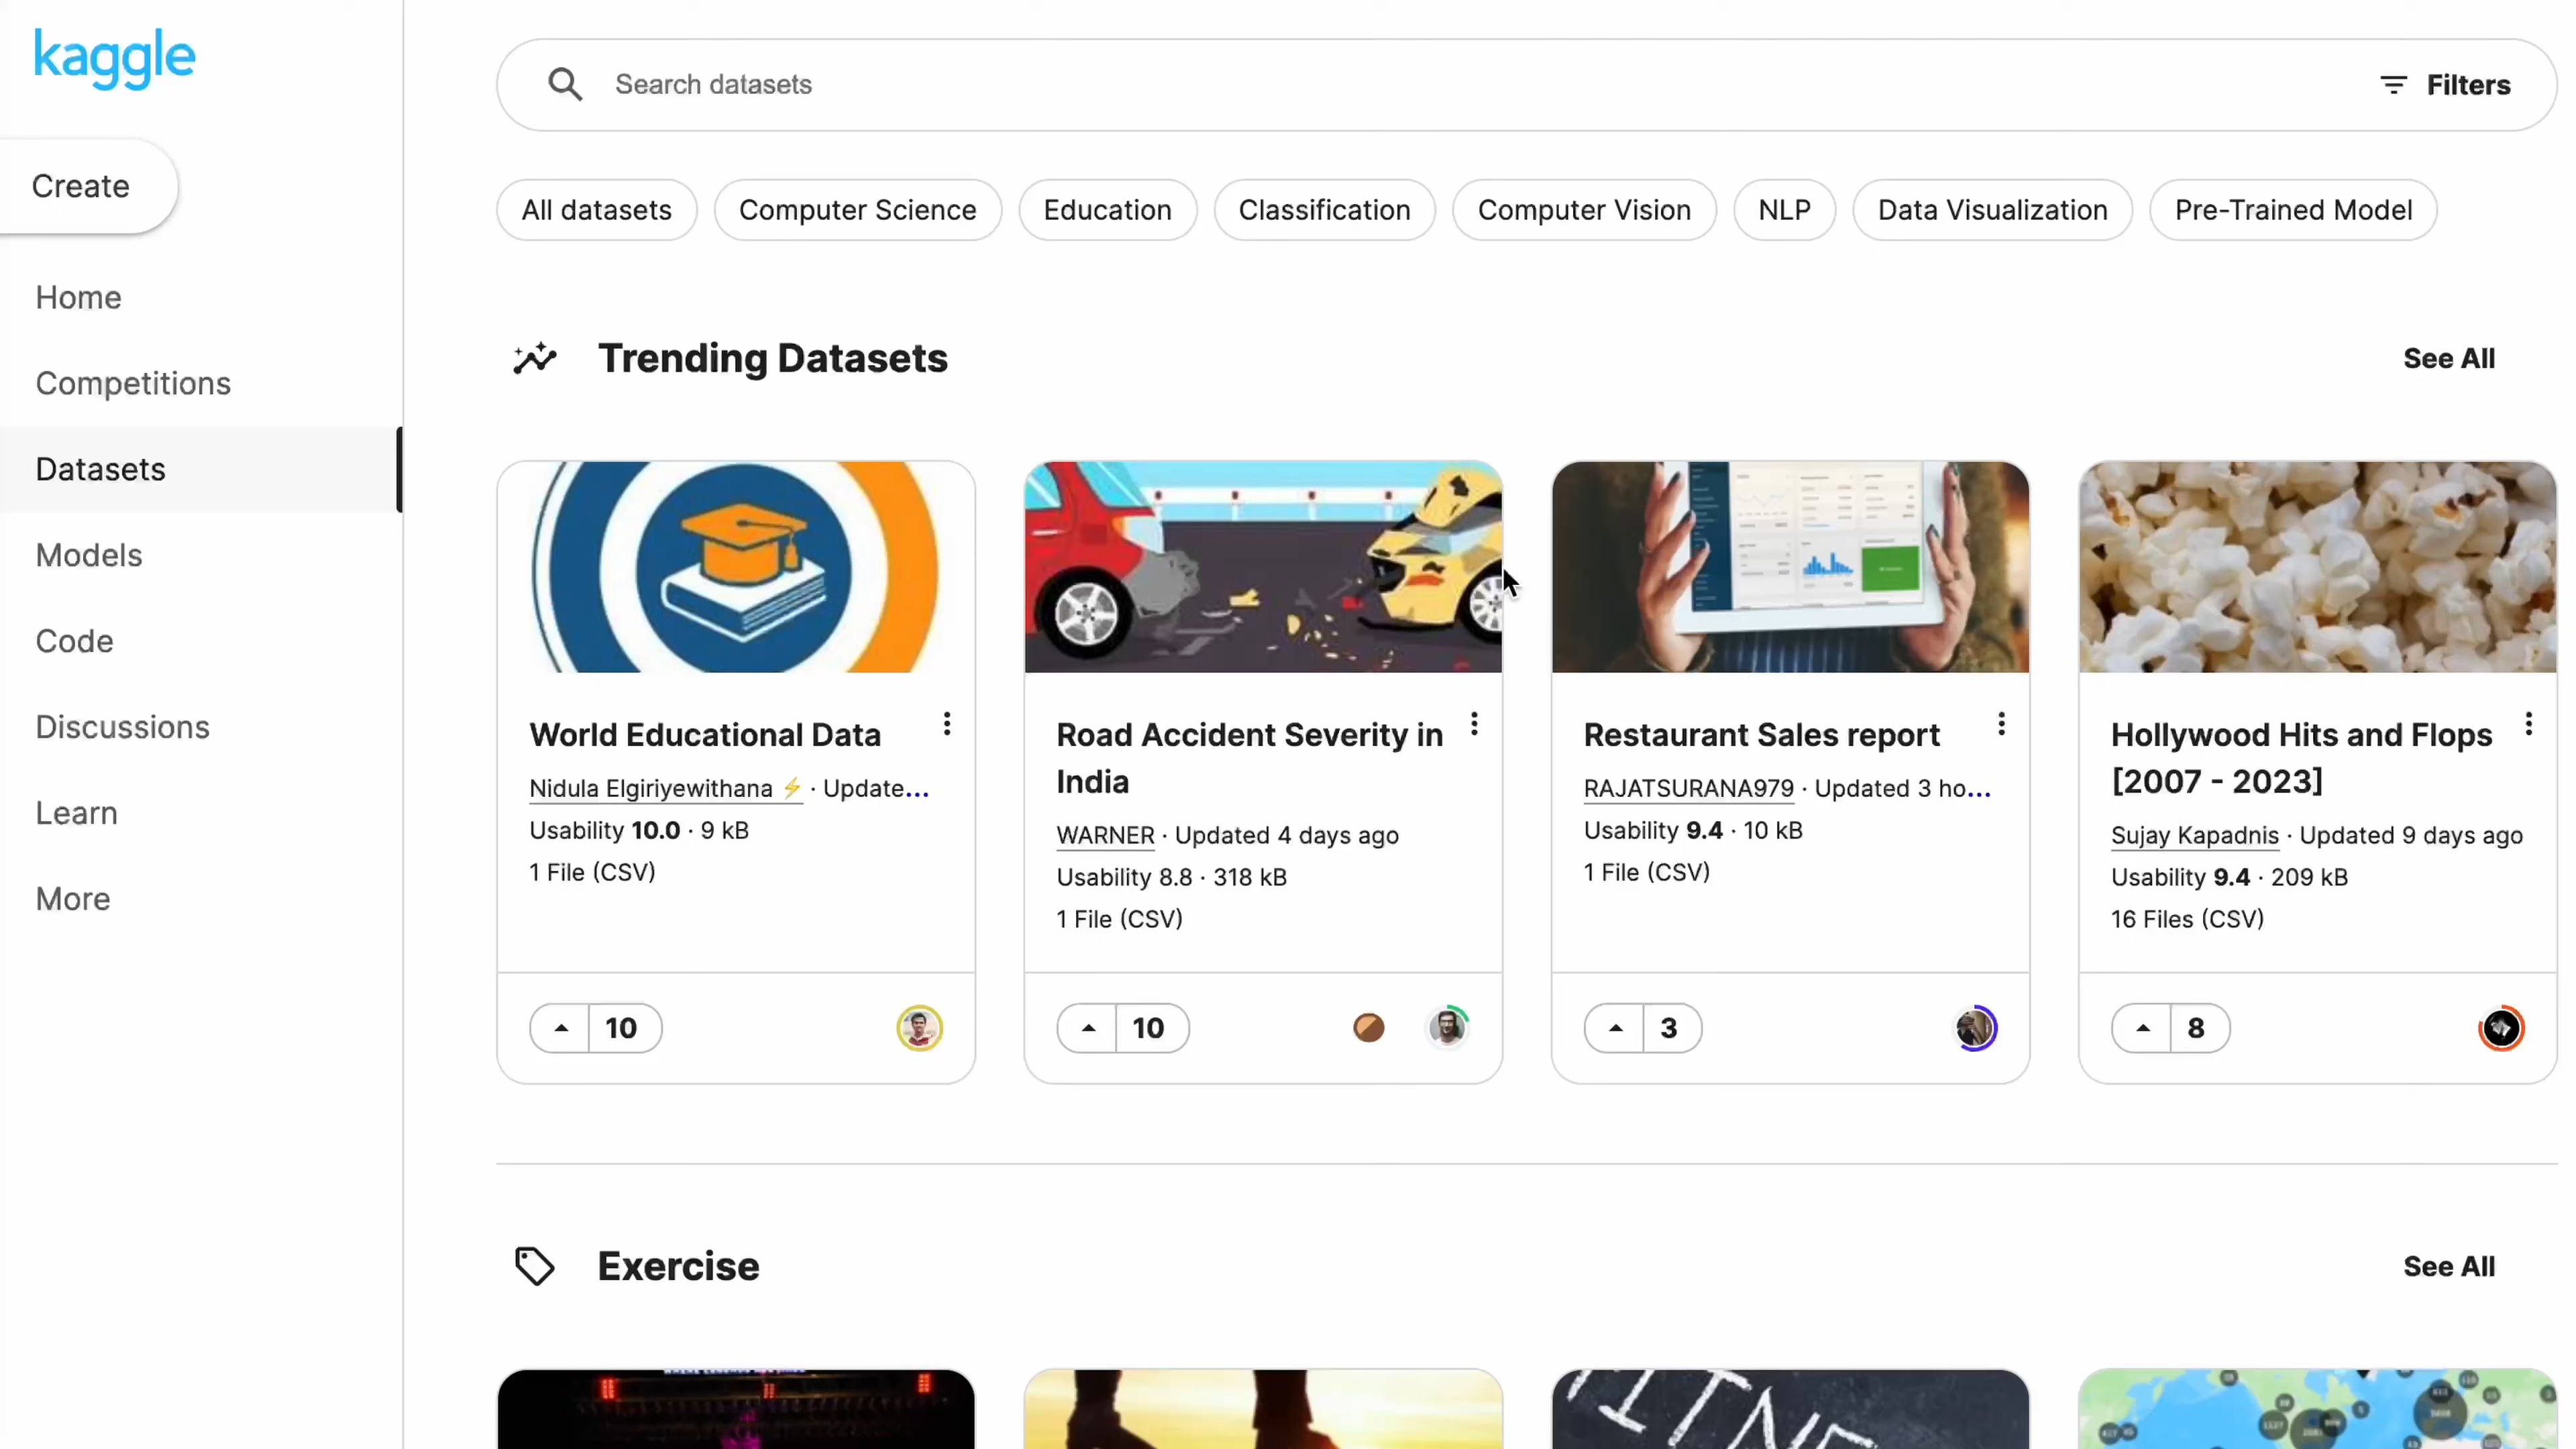 kaggle
Create
Home
Competitions
Datasets
Models
Code
Discussions
Learn
More
Search datasets
Filters
All datasets
Computer Science
Education
Classification
Computer Vision
NLP
Data Visualization
Pre-Trained Model
Trending Datasets
See All
World Educational Data
Nidula Elgiriyewithana ⚡ · Update...
Usability 10.0 · 9 kB
1 File (CSV)
10
Road Accident Severity in
India
WARNER · Updated 4 days ago
Usability 8.8 · 318 kB
1 File (CSV)
10
Restaurant Sales report
RAJATSURANA979 · Updated 3 ho...
Usability 9.4 · 10 kB
1 File (CSV)
3
Hollywood Hits and Flops
[2007 - 2023]
Sujay Kapadnis · Updated 9 days ago
Usability 9.4 · 209 kB
16 Files (CSV)
8
Exercise
See All